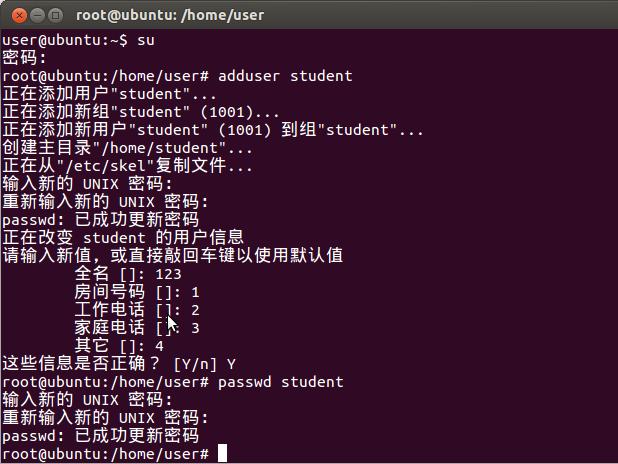 root@ubuntu: /home/user
user@ubuntu:~$ su
密码:
root@ubuntu:/home/user# adduser student
正在添加用户"student"...
正在添加新组"student" (1001)...
正在添加新用户"student" (1001) 到组"student"...
创建主目录"/home/student"...
正在从"/etc/skel"复制文件...
输入新的 UNIX 密码:
重新输入新的 UNIX 密码:
passwd: 已成功更新密码
正在改变 student 的用户信息
请输入新值，或直接敲回车键以使用默认值
全名 []: 123
房间号码 []: 1
工作电话 []: 2
家庭电话 []: 3
其它 []: 4
这些信息是否正确？ [Y/n] Y
root@ubuntu:/home/user# passwd student
输入新的 UNIX 密码:
重新输入新的 UNIX 密码:
passwd: 已成功更新密码
root@ubuntu:/home/user#